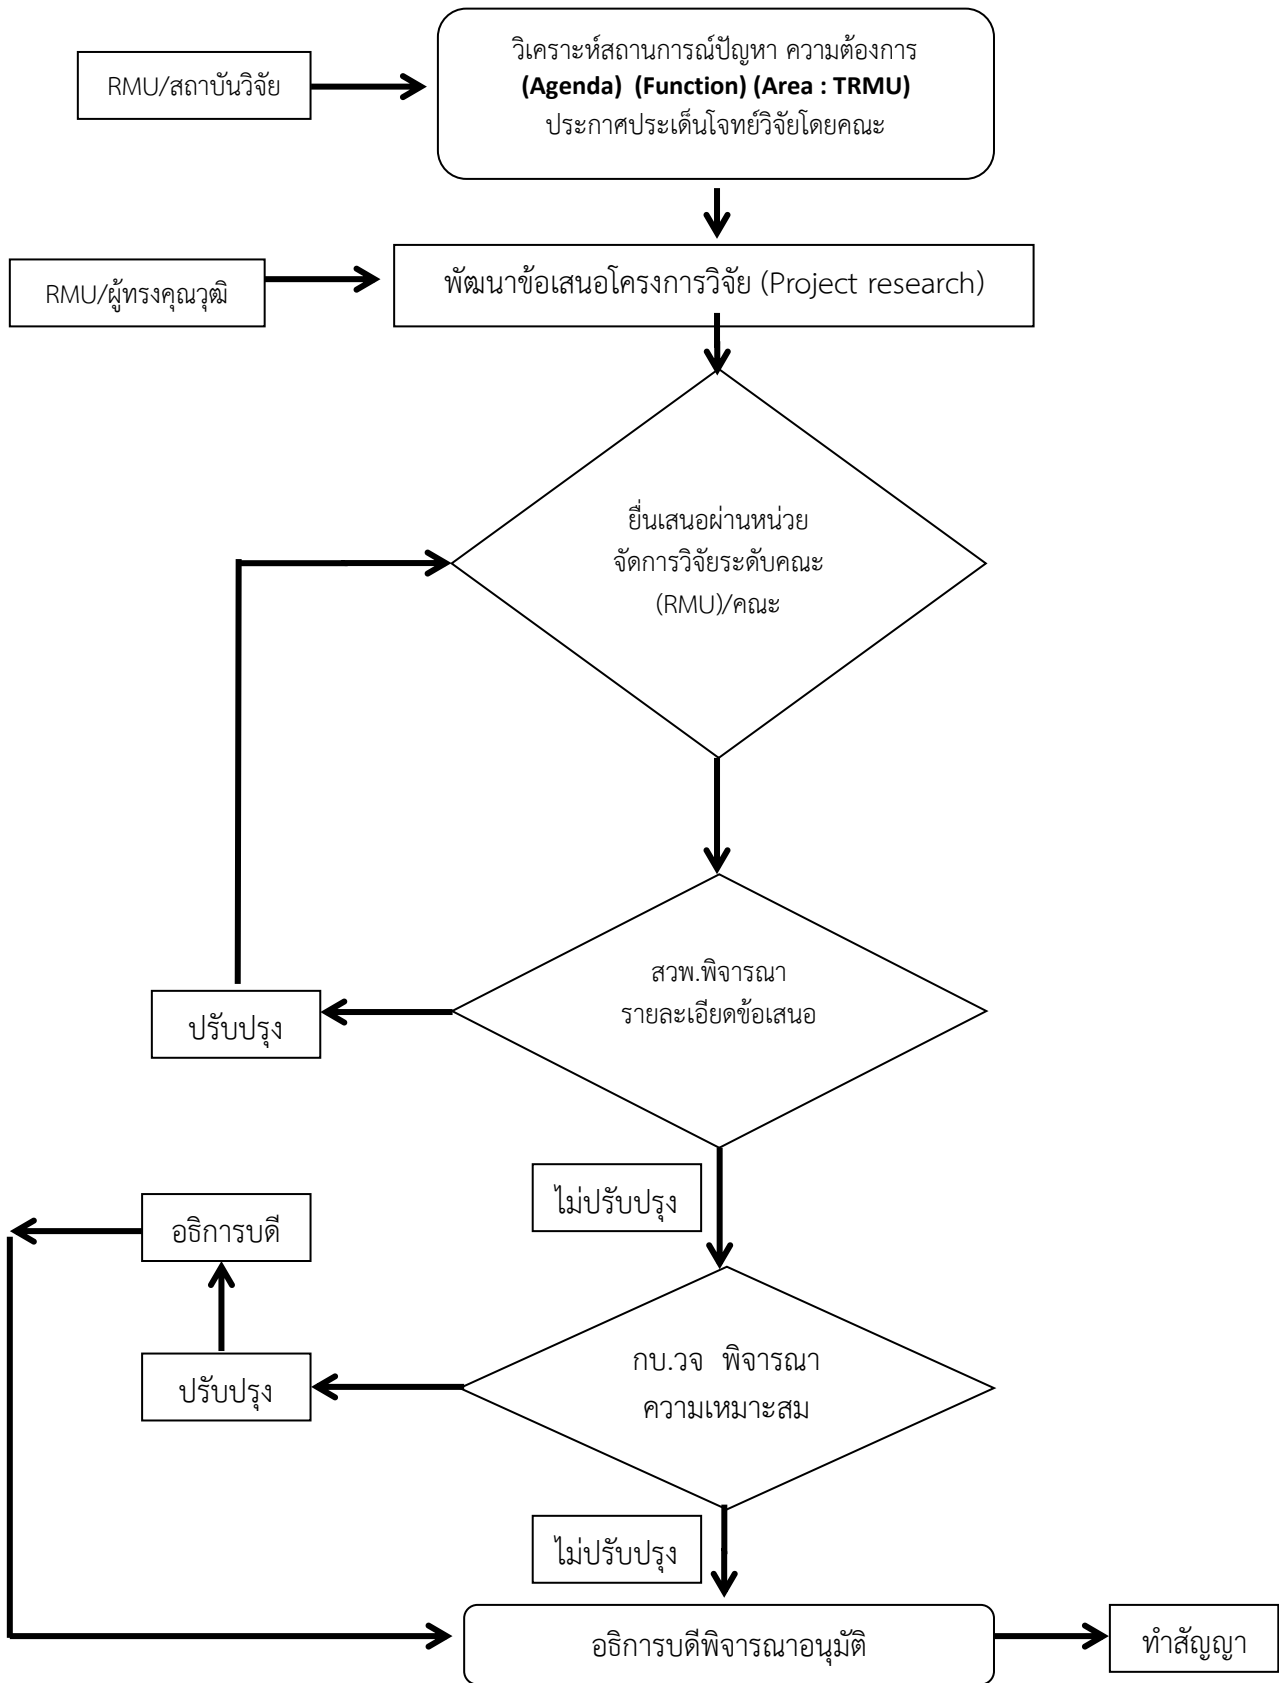 วิเคราะห์สถานการณ์ปัญหา ความต้องการ
(Agenda) (Function) (Area : TRMU)
ประกาศประเด็นโจทย์วิจัยโดยคณะ
RMU/สถาบันวิจัย
พัฒนาข้อเสนอโครงการวิจัย (Project research)
RMU/ผู้ทรงคุณวุฒิ
ยื่นเสนอผ่านหน่วย
จัดการวิจัยระดับคณะ
(RMU)/คณะ
สวพ.พิจารณา
รายละเอียดข้อเสนอ
ปรับปรุง
ไม่ปรับปรุง
อธิการบดี
กบ.วจ พิจารณา
ความเหมาะสม
ปรับปรุง
ไม่ปรับปรุง
อธิการบดีพิจารณาอนุมัติ
ทำสัญญา